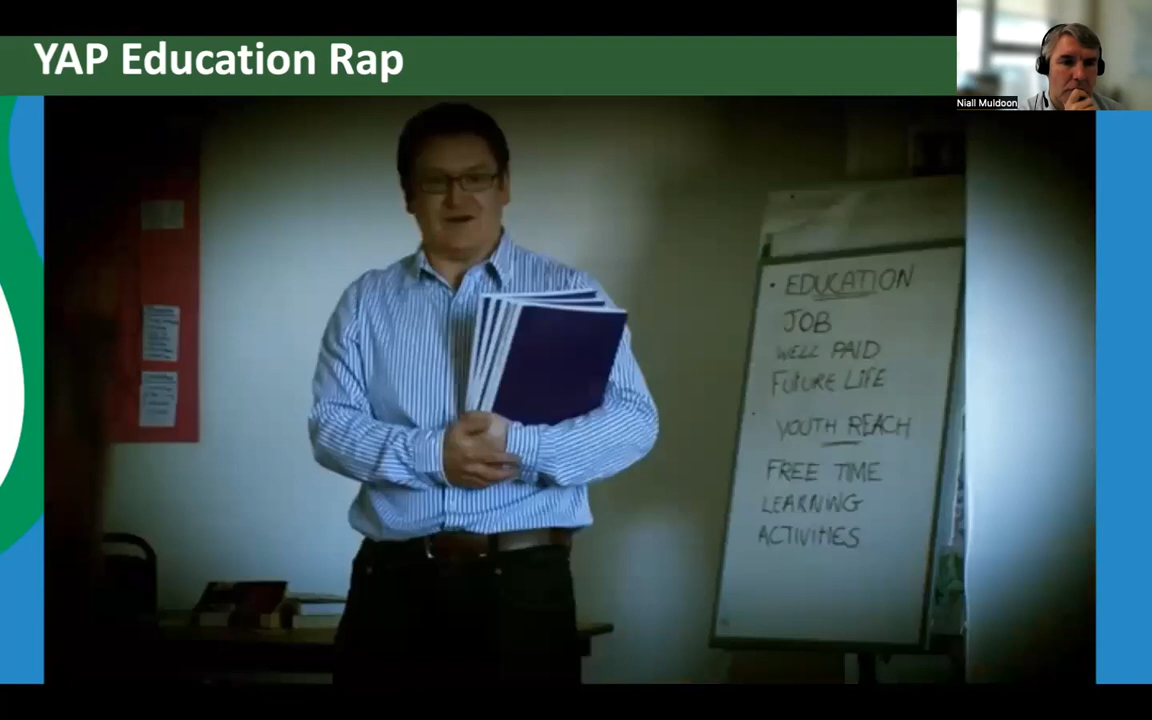 YAP Education Rap
Niall Muldoon
• EDUCATION
JOB
WELL PAID
FUTURE LIFE
YOUTH REACH
FREE TIME
LEARNING
ACTIVITIES